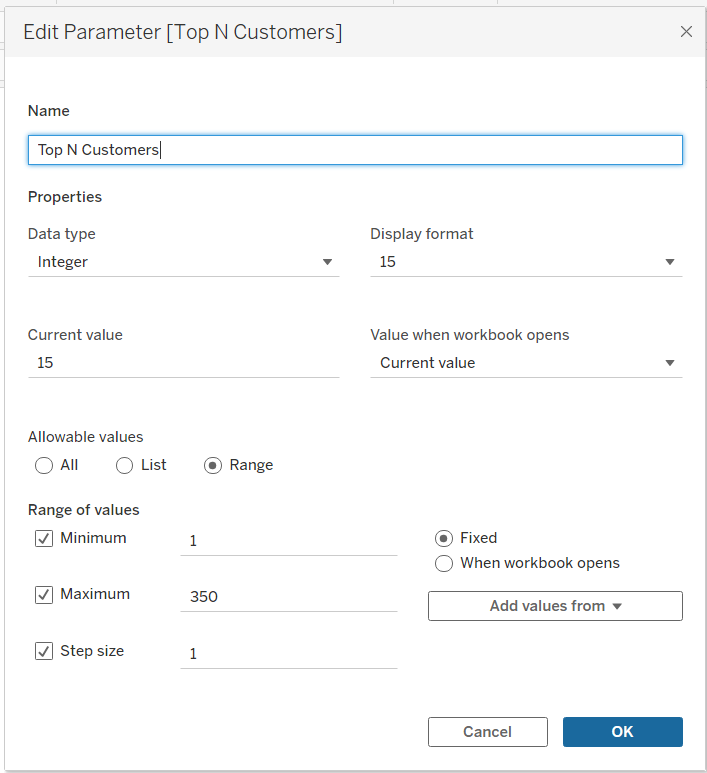 Edit Parameter [Top N Customers]
Name
Top N Customers
Properties
Data type Display format
Integer 15
Current value Value when workbook opens
15 Current value
Allowable values
All List Range
Range of values
Minimum 1 Fixed
When workbook opens
Maximum 350 Add values from
Step size 1
Cancel OK